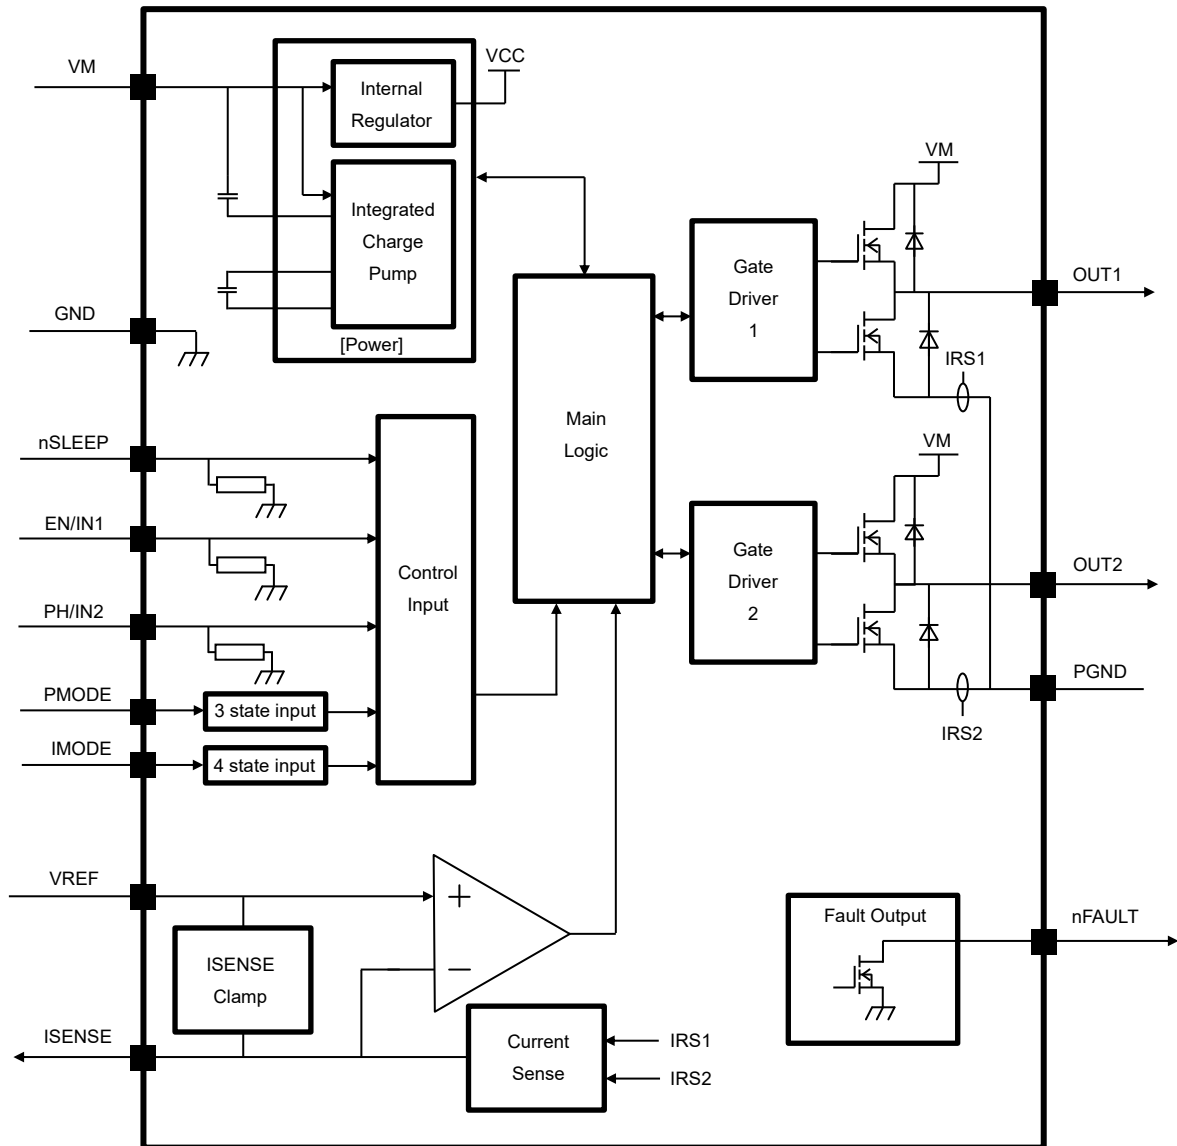 VM
VCC
Internal
Regulator
Integrated
Charge
Pump
[Power]
GND
nSLEEP
EN/IN1
PH/IN2
PMODE
3 state input
IMODE
4 state input
Control
Input
Main
Logic
Gate
Driver
1
VM
OUT1
IRS1
Gate
Driver
2
VM
OUT2
PGND
IRS2
VREF
+
−
ISENSE
Clamp
ISENSE
Current
Sense
IRS1
IRS2
Fault Output
nFAULT